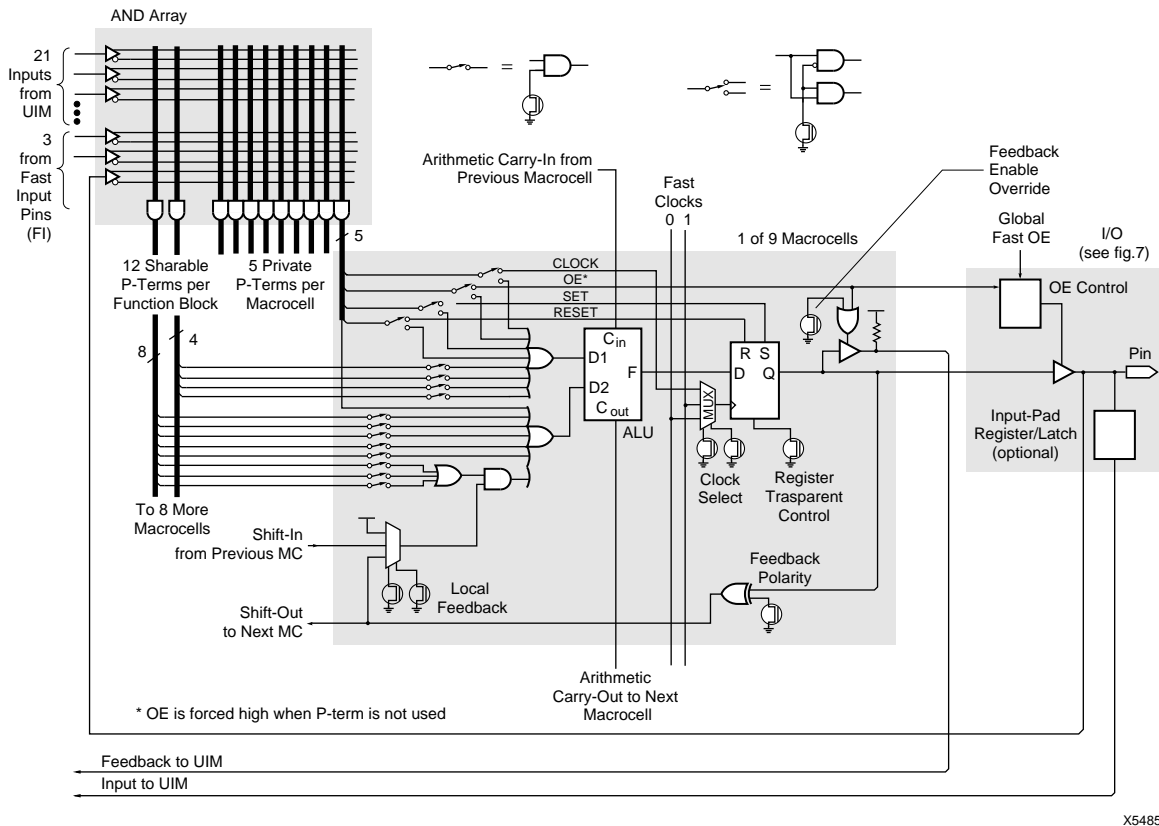 AND Array
21
Inputs
from
UIM
3
from
Fast
Input
Pins
(FI)
12 Sharable
P-Terms per
Function Block
5 Private
P-Terms per
Macrocell
5
8
4
=
=
Arithmetic Carry-In from
Previous Macrocell
Fast
Clocks
0 1
Feedback
Enable
Override
Global
Fast OE
I/O
(see fig.7)
1 of 9 Macrocells
CLOCK
OE*
SET
RESET
OE Control
C in
D1
D2
F
C out
ALU
R S
D Q
MUX
Pin
Input-Pad
Register/Latch
(optional)
Clock
Select
Register
Trasparent
Control
To 8 More
Macrocells
Shift-In
from Previous MC
Local
Feedback
Feedback
Polarity
Shift-Out
to Next MC
Arithmetic
Carry-Out to Next
Macrocell
* OE is forced high when P-term is not used
Feedback to UIM
Input to UIM
X5485